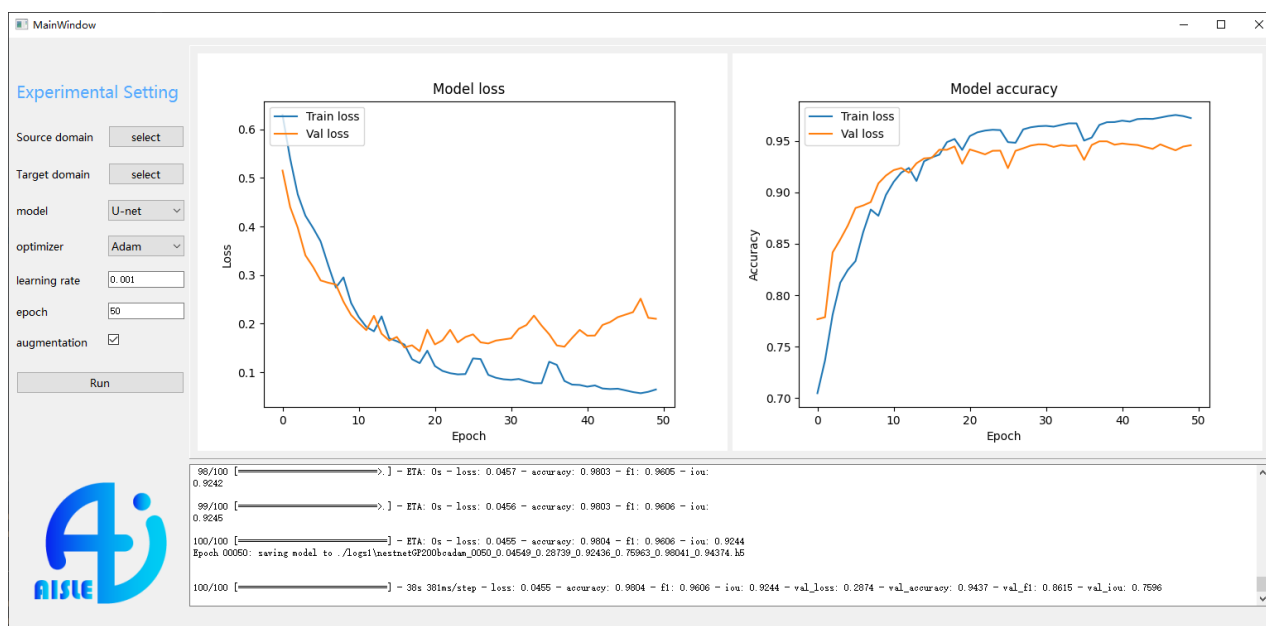 MainWindow
Experimental Setting
Source domain select
Target domain select
model U-net
optimizer Adam
learning rate 0.001
epoch 50
augmentation
Run
AISLE
Model loss
Train loss
Val loss
Loss
0.6
0.5
0.4
0.3
0.2
0.1
0 10 20 30 40 50
Epoch
Model accuracy
Train loss
Val loss
Accuracy
0.95
0.90
0.85
0.80
0.75
0.70
0 10 20 30 40 50
Epoch
98/100 [============================>.] - ETA: 0s - loss: 0.0457 - accuracy: 0.9803 - f1: 0.9605 - iou:
0.9242
99/100 [============================>.] - ETA: 0s - loss: 0.0456 - accuracy: 0.9803 - f1: 0.9606 - iou:
0.9245
100/100 [==============================] - ETA: 0s - loss: 0.0455 - accuracy: 0.9804 - f1: 0.9606 - iou: 0.9244
Epoch 00050: saving model to ./logs1\nestnetGP200bcadam_0050_0.04549_0.28739_0.92436_0.75963_0.98041_0.94374.h5
100/100 [==============================] - 38s 381ms/step - loss: 0.0455 - accuracy: 0.9804 - f1: 0.9606 - iou: 0.9244 - val_loss: 0.2874 - val_accuracy: 0.9437 - val_f1: 0.8615 - val_iou: 0.7596